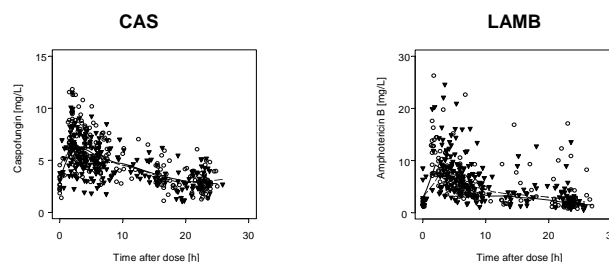 CAS
LAMB
Caspofungin [mg/L]
15
10
5
0
0 10 20 30
Time after dose [h]
Amphotericin B [mg/L]
30
20
10
0
0 10 20 30
Time after dose [h]